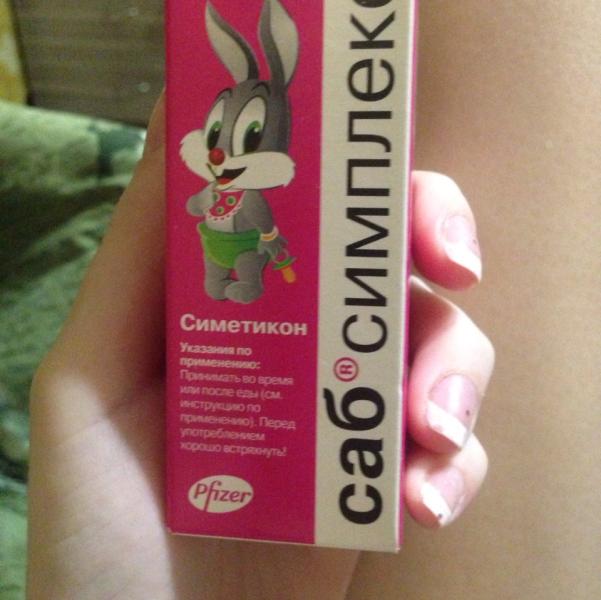 саб® симплекс
Симетикон
Указания по
применению:
Принимать во время
или после еды (см.
инструкцию по
применению). Перед
употреблением
хорошо встряхнуть!
Pfizer